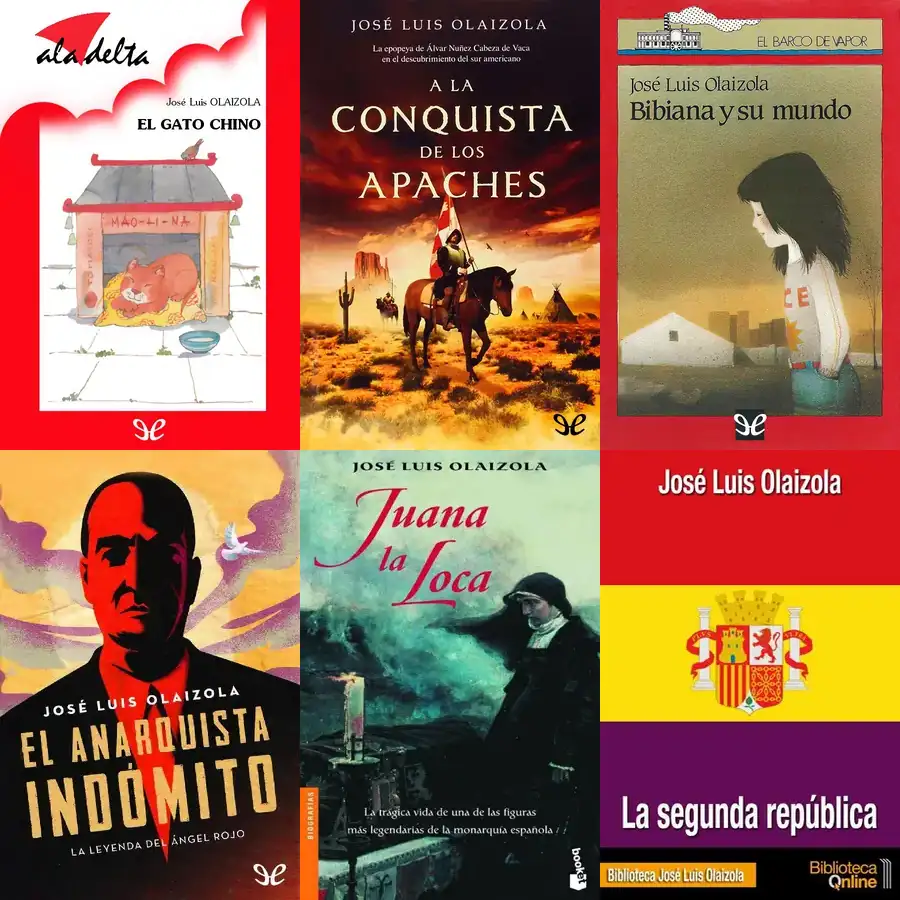 ala delta
José Luis OLAIZOLA
EL GATO CHINO
MAO-LI-NA
JOSÉ LUIS OLAIZOLA
La epopeya de Álvar Nuñez Cabeza de Vaca
en el descubrimiento del sur americano
A LA
CONQUISTA
DE LOS
APACHES
EL BARCO DE VAPOR
José Luis Olaizola
Bibiana y su mundo
CE
JOSÉ LUIS OLAIZOLA
EL ANARQUISTA
INDÓMITO
LA LEYENDA DEL ÁNGEL ROJO
JOSÉ LUIS OLAIZOLA
Juana
la
Loca
La trágica vida de una de las figuras
más legendarias de la monarquía española
BIOGRAFÍAS
booket
José Luis Olaizola
PLUS VLTRA
La segunda república
Biblioteca José Luis Olaizola
Biblioteca
Online